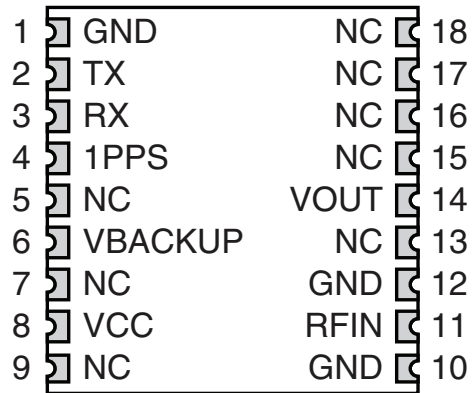 1 GND NC 18
2 TX NC 17
3 RX NC 16
4 1PPS NC 15
5 NC VOUT 14
6 VBACKUP NC 13
7 NC GND 12
8 VCC RFIN 11
9 NC GND 10